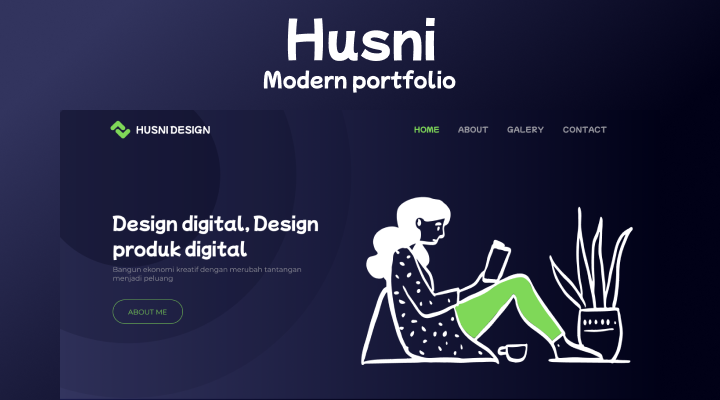 Husni
Modern portfolio
HUSNI DESIGN
HOME ABOUT GALERY CONTACT
Design digital, Design
produk digital
Bangun ekonomi kreatif dengan merubah tantangan
menjadi peluang
ABOUT ME